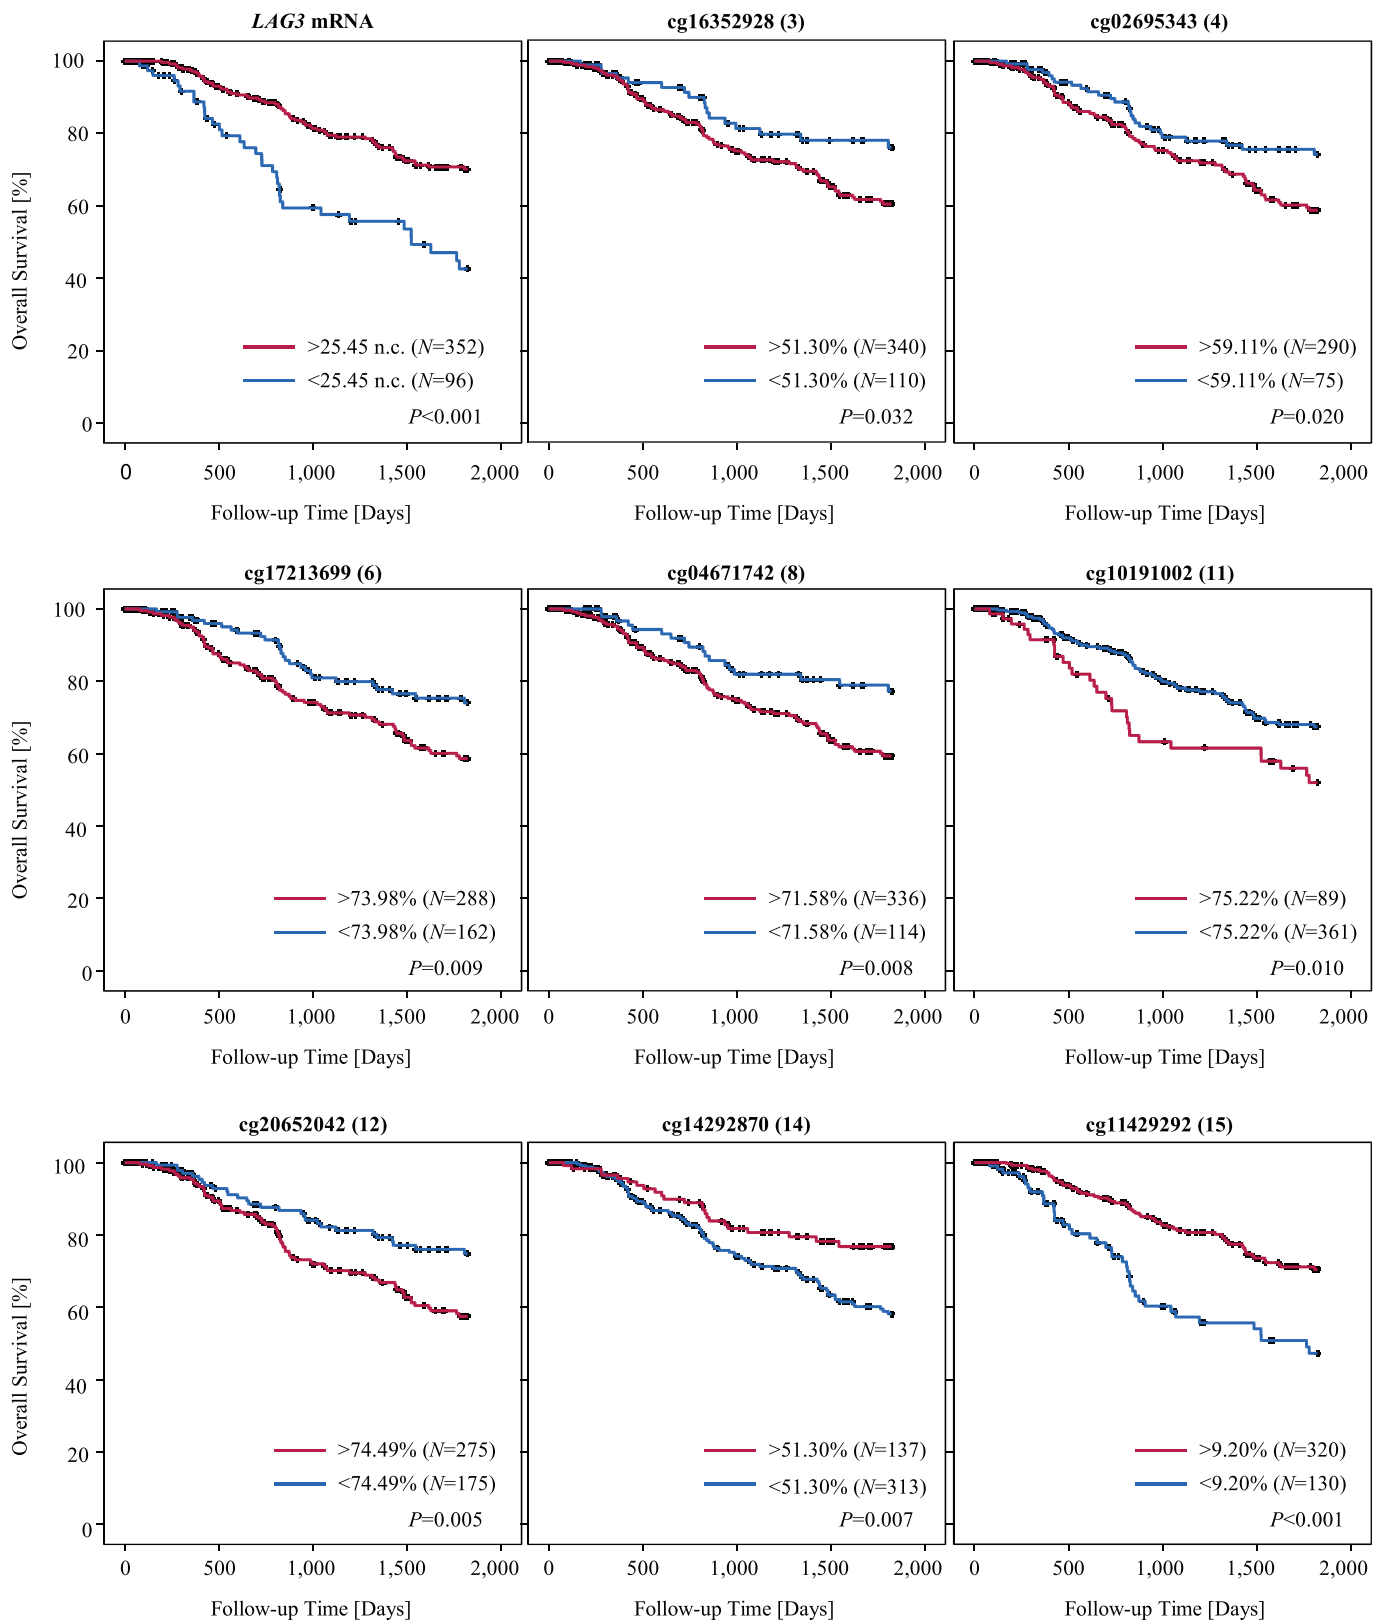 LAG3 mRNA
cg16352928 (3)
cg02695343 (4)
Overall Survival [%]
100
80
60
40
20
0
>25.45 n.c. (N=352)
<25.45 n.c. (N=96)
P<0.001
>51.30% (N=340)
<51.30% (N=110)
P=0.032
>59.11% (N=290)
<59.11% (N=75)
P=0.020
0 500 1,000 1,500 2,000
0 500 1,000 1,500 2,000
0 500 1,000 1,500 2,000
Follow-up Time [Days]
Follow-up Time [Days]
Follow-up Time [Days]
cg17213699 (6)
cg04671742 (8)
cg10191002 (11)
Overall Survival [%]
100
80
60
40
20
0
>73.98% (N=288)
<73.98% (N=162)
P=0.009
>71.58% (N=336)
<71.58% (N=114)
P=0.008
>75.22% (N=89)
<75.22% (N=361)
P=0.010
0 500 1,000 1,500 2,000
0 500 1,000 1,500 2,000
0 500 1,000 1,500 2,000
Follow-up Time [Days]
Follow-up Time [Days]
Follow-up Time [Days]
cg20652042 (12)
cg14292870 (14)
cg11429292 (15)
Overall Survival [%]
100
80
60
40
20
0
>74.49% (N=275)
<74.49% (N=175)
P=0.005
>51.30% (N=137)
<51.30% (N=313)
P=0.007
>9.20% (N=320)
<9.20% (N=130)
P<0.001
0 500 1,000 1,500 2,000
0 500 1,000 1,500 2,000
0 500 1,000 1,500 2,000
Follow-up Time [Days]
Follow-up Time [Days]
Follow-up Time [Days]